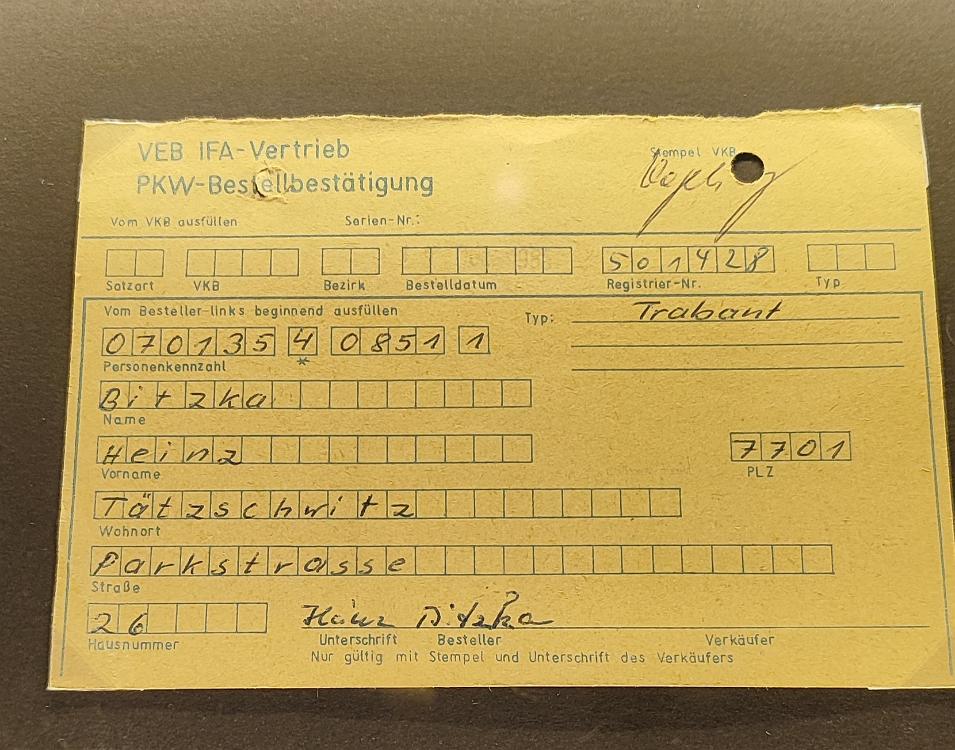 VEB IFA-Vertrieb
Stempel VKB
PKW-Bestellbestätigung
Vom VKB ausfüllen Serien-Nr.:
501428
Satzart VKB Bezirk Bestelldatum Registrier-Nr. Typ
Vom Besteller-links beginnend ausfüllen
Typ: Trabant
070135 4 0851 1
*
Personenkennzahl
Bitzka
Name
Heinz 7701
Vorname PLZ
Tätzschwitz
Wohnort
Parkstrasse
Straße
26 Heinz Bitzka
Hausnummer Unterschrift Besteller Verkäufer
Nur gültig mit Stempel und Unterschrift des Verkäufers